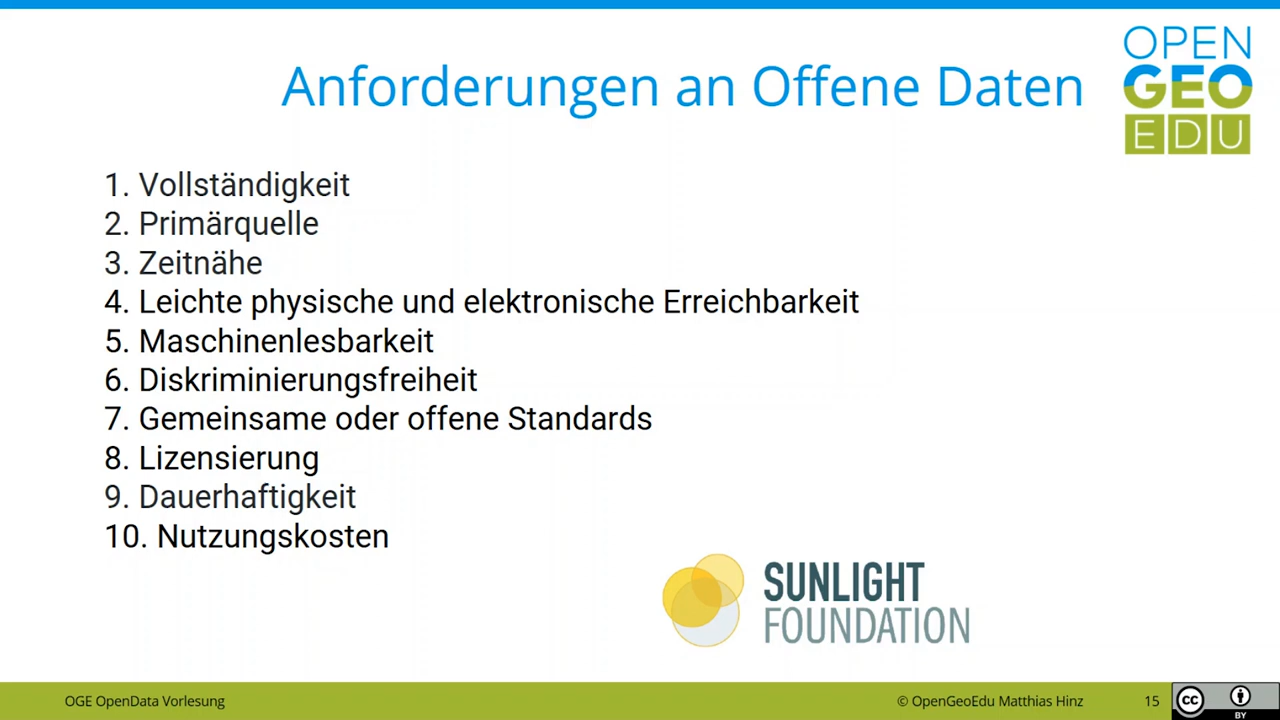 Anforderungen an Offene Daten
OPEN
GEO
EDU
1. Vollständigkeit
2. Primärquelle
3. Zeitnähe
4. Leichte physische und elektronische Erreichbarkeit
5. Maschinenlesbarkeit
6. Diskriminierungsfreiheit
7. Gemeinsame oder offene Standards
8. Lizensierung
9. Dauerhaftigkeit
10. Nutzungskosten
SUNLIGHT
FOUNDATION
OGE OpenData Vorlesung
© OpenGeoEdu Matthias Hinz
15
cc
BY